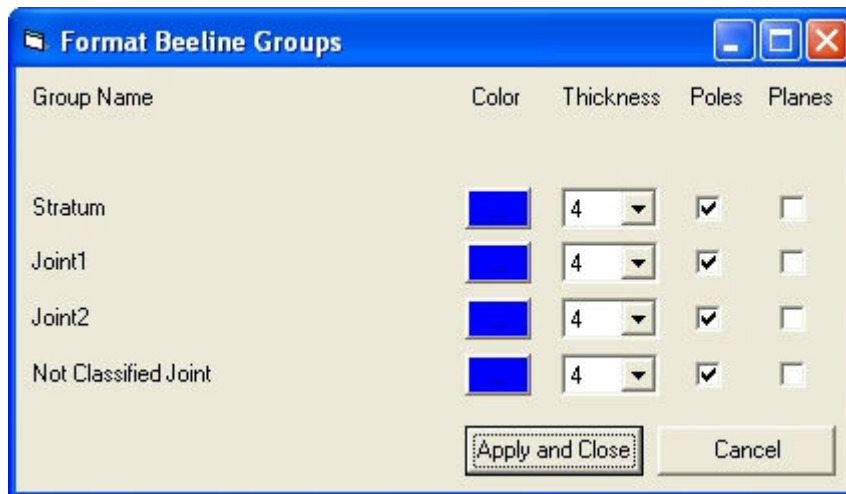 Format Beeline Groups
Group Name Color Thickness Poles Planes
Stratum 4
Joint1 4
Joint2 4
Not Classified Joint 4
Apply and Close Cancel